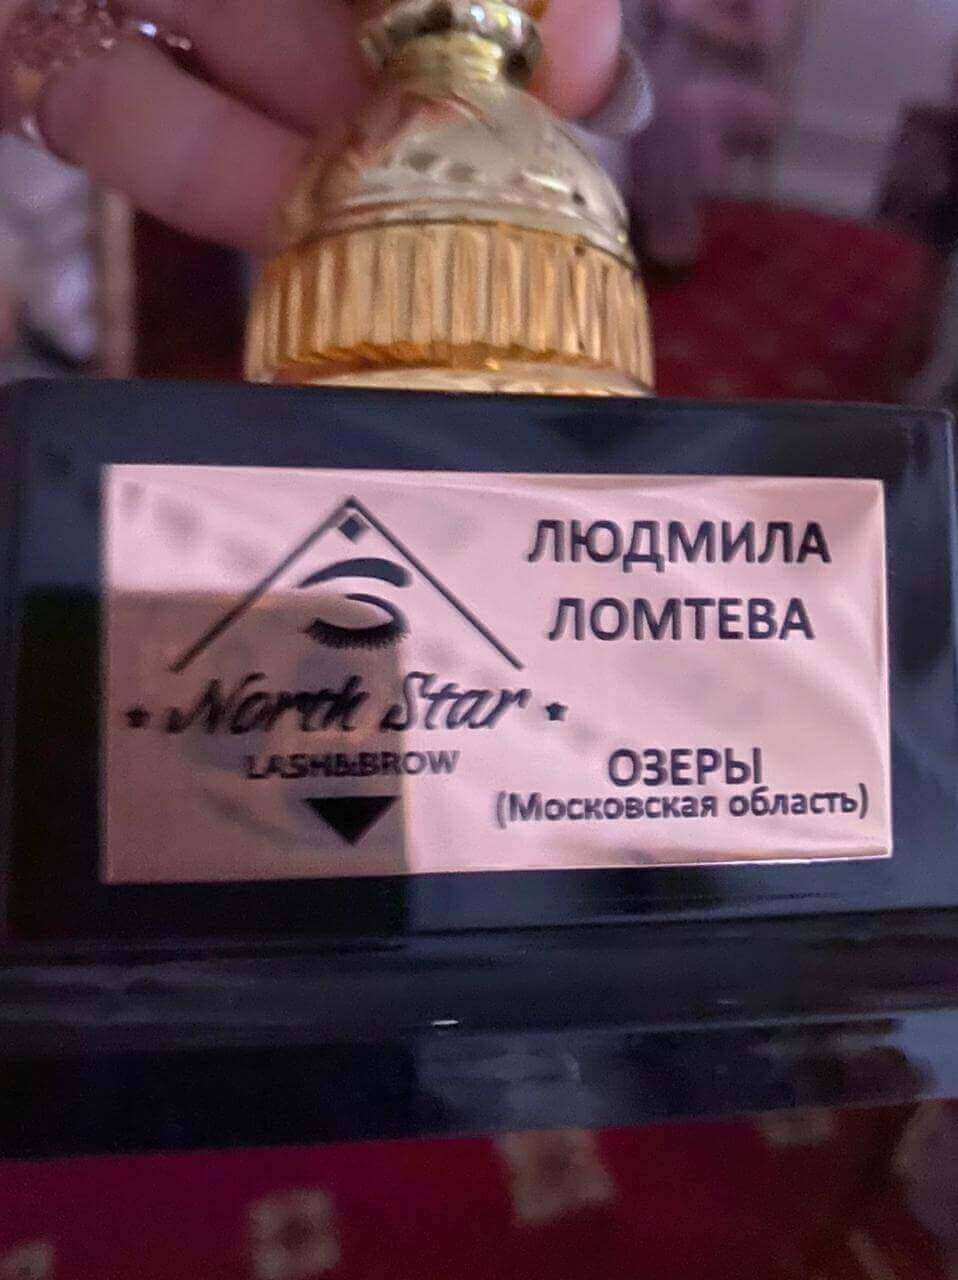 ЛЮДМИЛА
ЛОМТЕВА
North Star
LASH&BROW
ОЗЕРЫ
(Московская область)